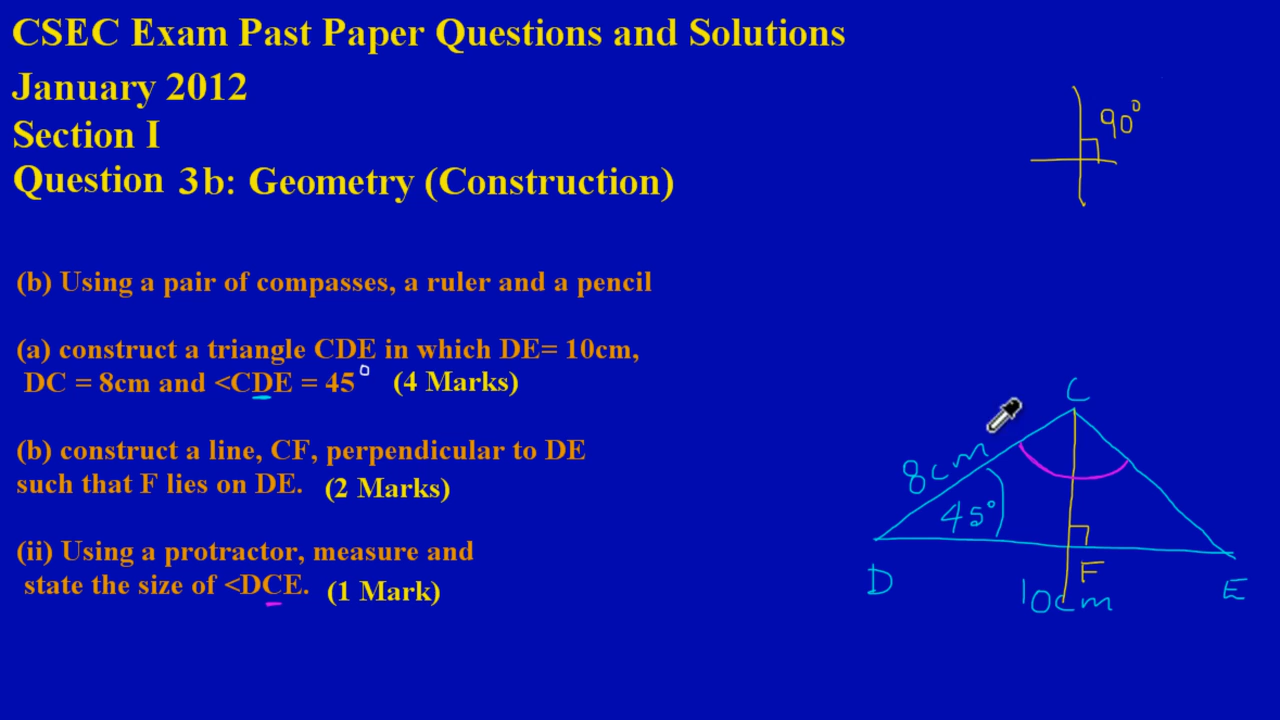 CSEC Exam Past Paper Questions and Solutions
January 2012
Section I
Question 3b: Geometry (Construction)
90°
(b) Using a pair of compasses, a ruler and a pencil
(a) construct a triangle CDE in which DE= 10cm,
DC = 8cm and <CDE = 45° (4 Marks)
(b) construct a line, CF, perpendicular to DE
such that F lies on DE. (2 Marks)
(ii) Using a protractor, measure and
state the size of <DCE. (1 Mark)
C
8cm
45°
D
F
E
10cm